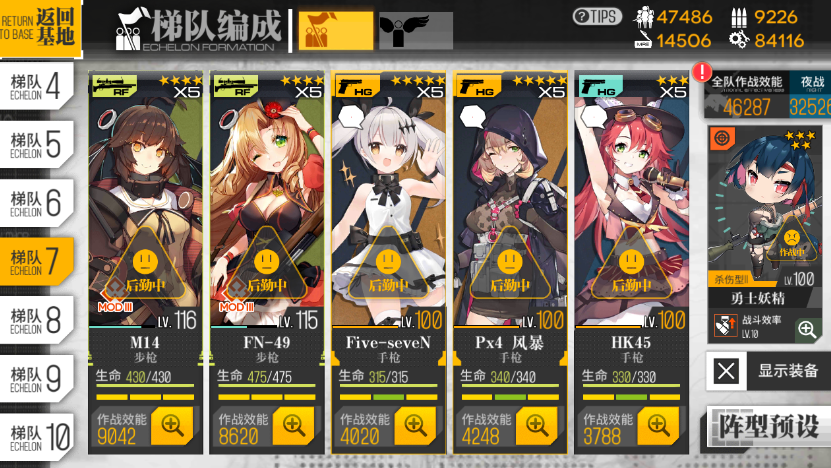 RETURN TO BASE
返回基地
梯队编成
ECHELON FORMATION
? TIPS
47486
9226
MRE
14506
84116
梯队 ECHELON 4
梯队 ECHELON 5
梯队 ECHELON 6
梯队 ECHELON 7
梯队 ECHELON 8
梯队 ECHELON 9
梯队 ECHELON 10
RF X5
后勤中
MOD III
LV. 116
M14
步枪
生命 430/430
作战效能
9042
RF X5
后勤中
MOD III
LV. 115
FN-49
步枪
生命 475/475
作战效能
8620
HG X5
后勤中
LV. 100
Five-seveN
手枪
生命 315/315
作战效能
4020
HG X5
后勤中
LV. 100
Px4 风暴
手枪
生命 340/340
作战效能
4248
HG X5
后勤中
LV. 100
HK45
手枪
生命 330/330
作战效能
3788
!
全队作战效能
46287
夜战
32526
作战中
杀伤型II
LV. 100
勇士妖精
战斗效率
LV.10
显示装备
阵型预设